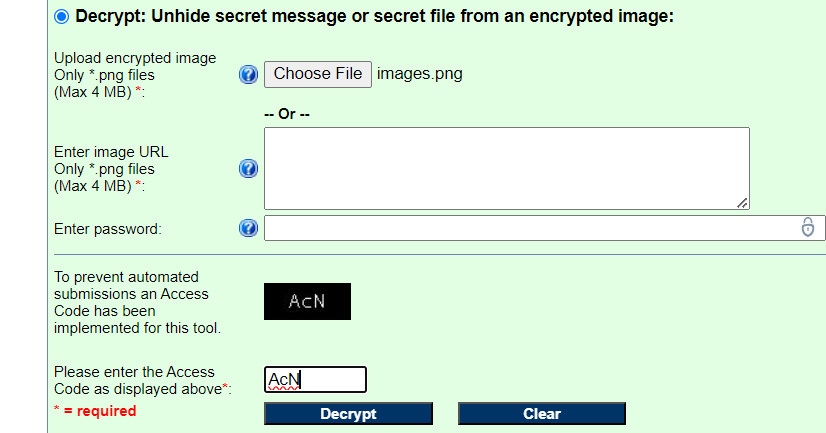 Decrypt: Unhide secret message or secret file from an encrypted image:
Upload encrypted image
Only *.png files
(Max 4 MB) *:
? Choose File images.png
-- Or --
Enter image URL
Only *.png files
(Max 4 MB) *:
?
Enter password: ?
To prevent automated
submissions an Access
Code has been
implemented for this tool.
AcN
Please enter the Access
Code as displayed above*:
AcN
* = required
Decrypt Clear